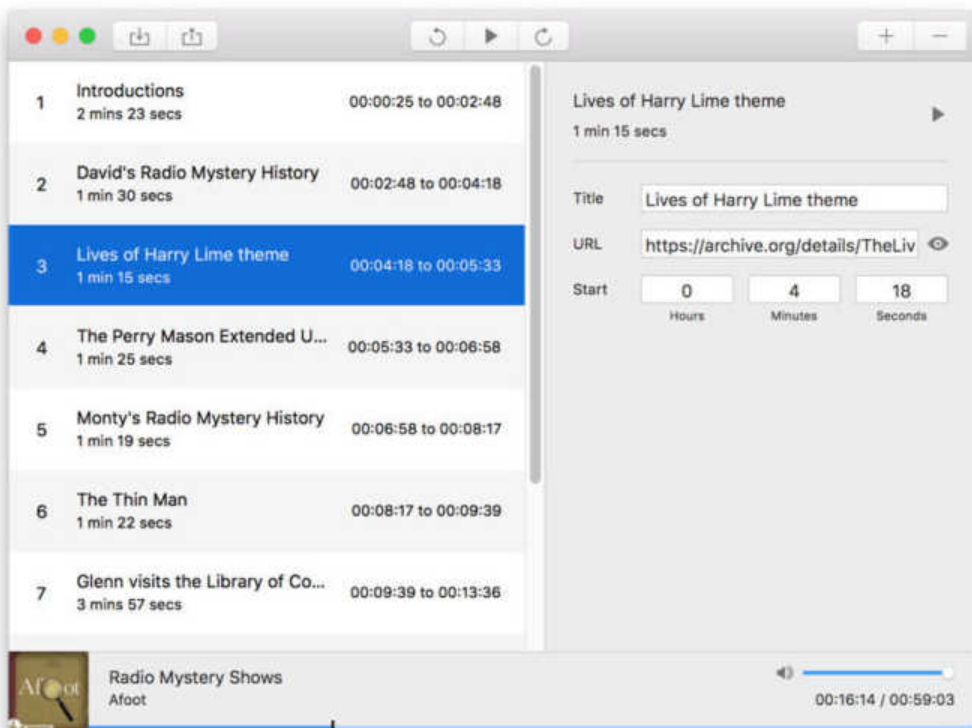 1
Introductions
2 mins 23 secs
00:00:25 to 00:02:48
2
David's Radio Mystery History
1 min 30 secs
00:02:48 to 00:04:18
3
Lives of Harry Lime theme
1 min 15 secs
00:04:18 to 00:05:33
4
The Perry Mason Extended U...
1 min 25 secs
00:05:33 to 00:06:58
5
Monty's Radio Mystery History
1 min 19 secs
00:06:58 to 00:08:17
6
The Thin Man
1 min 22 secs
00:08:17 to 00:09:39
7
Glenn visits the Library of Co...
3 mins 57 secs
00:09:39 to 00:13:36
Lives of Harry Lime theme
1 min 15 secs
Title Lives of Harry Lime theme
URL https://archive.org/details/TheLiv
Start 0 4 18
Hours Minutes Seconds
Afoot
Radio Mystery Shows
Afoot
00:16:14 / 00:59:03